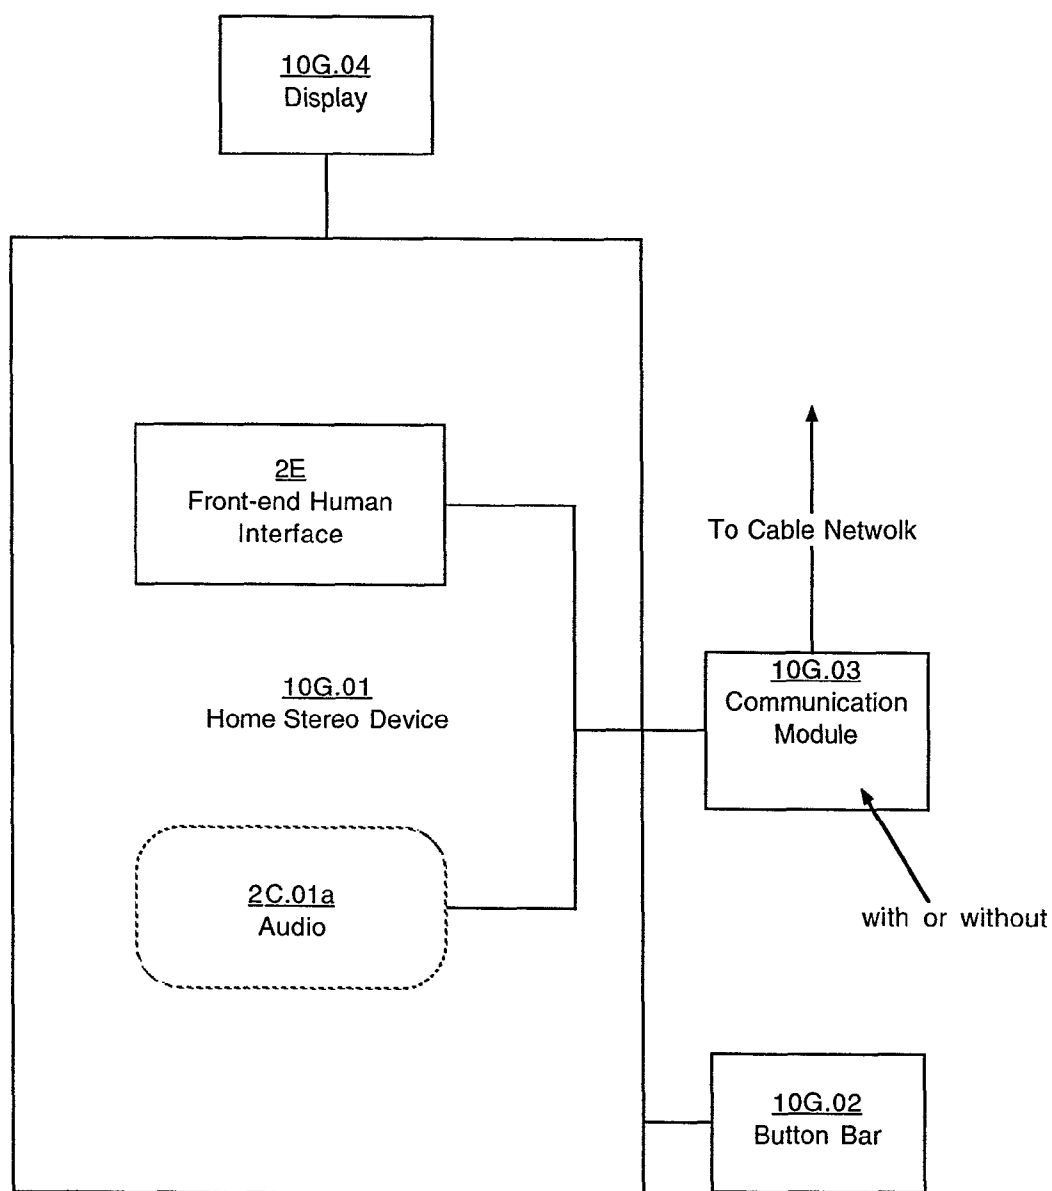 10G.04
Display
2E
Front-end Human
Interface
To Cable Netwolk
10G.01
Home Stereo Device
10G.03
Communication
Module
2C.01a
Audio
with or without
10G.02
Button Bar